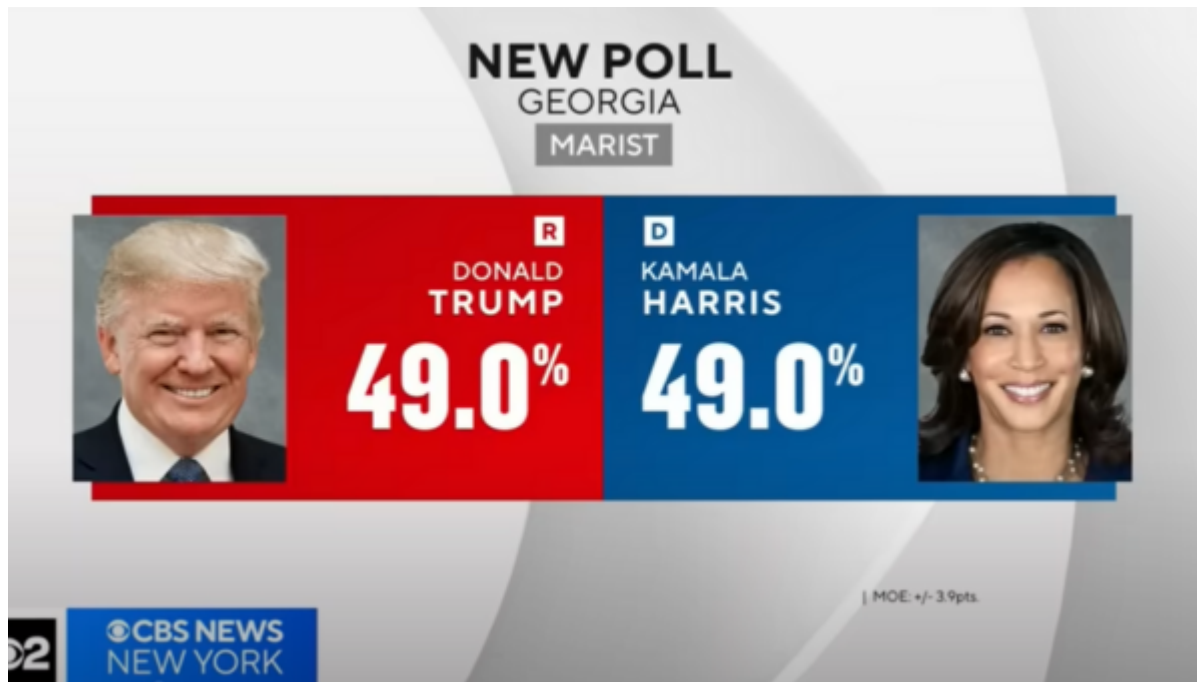 NEW POLL
GEORGIA
MARIST
R
DONALD
TRUMP
49.0%
D
KAMALA
HARRIS
49.0%
| MOE: +/- 3.9pts.
2
CBS NEWS
NEW YORK